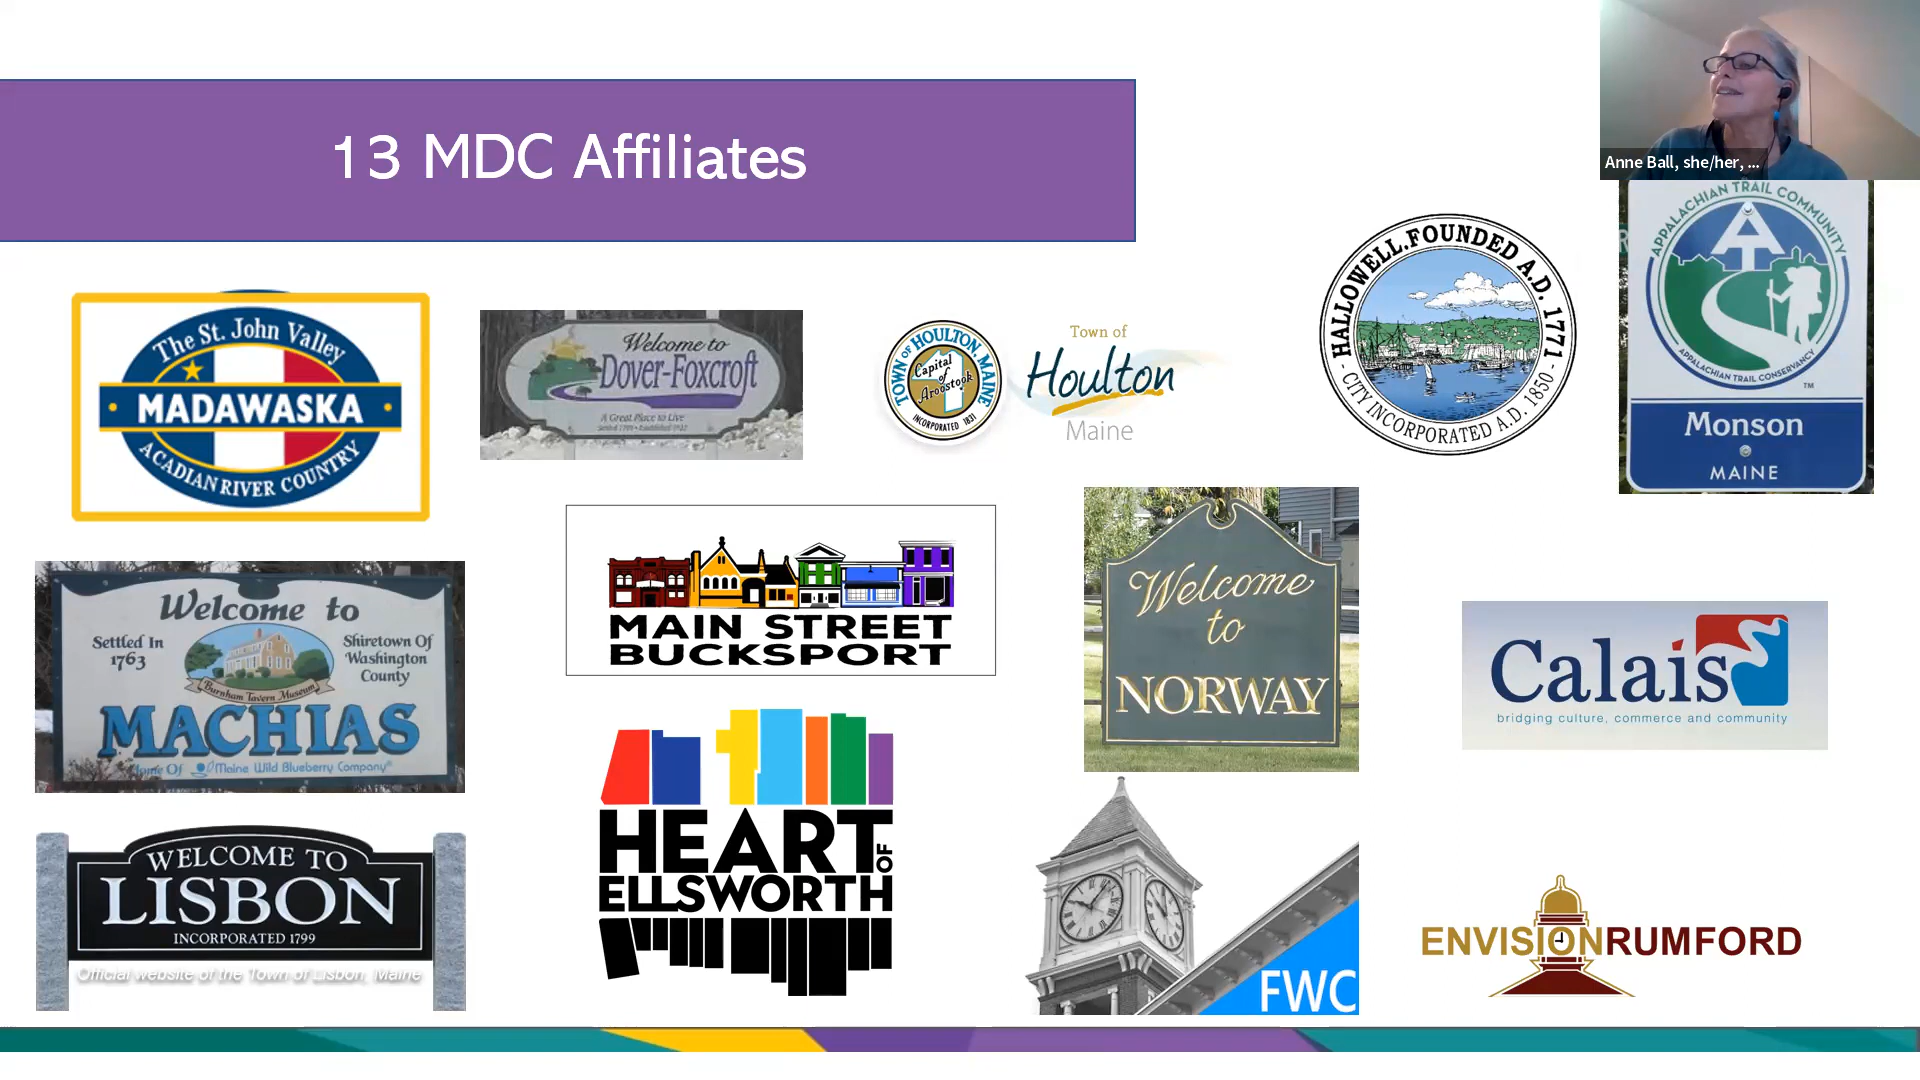 13 MDC Affiliates
Anne Ball, she/her, ...
The St. John Valley
MADAWASKA
ACADIAN RIVER COUNTRY
Welcome to
Dover-Foxcroft
A Great Place to Live
TOWN OF HOULTON, MAINE
Capital
of
Aroostook
INCORPORATED 1831
Town of
Houlton
Maine
HALLOWELL. FOUNDED A.D. 1771
- CITY INCORPORATED A.D. 1850 -
APPALACHIAN TRAIL COMMUNITY
AT
APPALACHIAN TRAIL CONSERVANCY
TM
Monson
MAINE
Welcome to
Settled In
1763
Shiretown Of
Washington
County
Burnham Tavern Museum
MACHIAS
Home Of Maine Wild Blueberry Company®
MAIN STREET
BUCKSPORT
Welcome
to
NORWAY
Calais
bridging culture, commerce and community
WELCOME TO
LISBON
INCORPORATED 1799
Official website of the Town of Lisbon, Maine
HEART OF
ELLSWORTH
FWC
ENVISIONRUMFORD